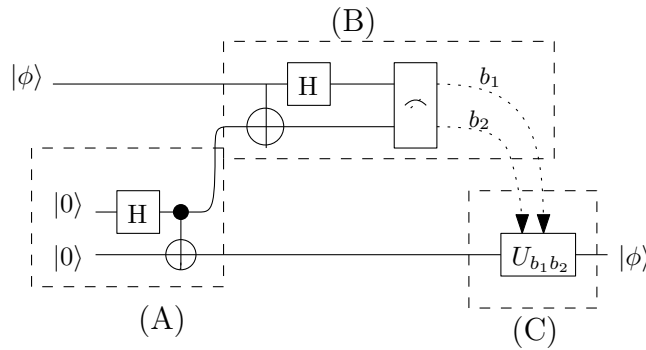 (B)
|ϕ⟩ H b₁
b₂
|0⟩ H
|0⟩ U_{b₁b₂} |ϕ⟩
(A) (C)